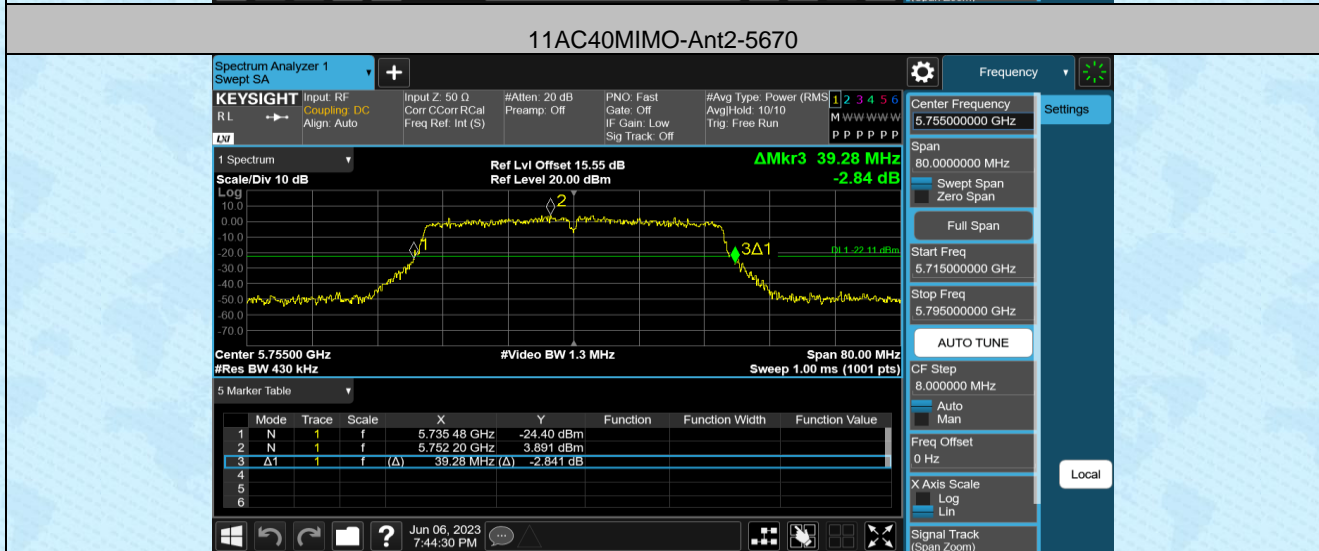 (Span Zoom)
11AC40MIMO-Ant2-5670
Spectrum Analyzer 1
Swept SA
+
Frequency
KEYSIGHT
RL
LXI
Input: RF
Coupling: DC
Align: Auto
Input Z: 50 Ω
Corr CCorr RCal
Freq Ref: Int (S)
#Atten: 20 dB
Preamp: Off
PNO: Fast
Gate: Off
IF Gain: Low
Sig Track: Off
#Avg Type: Power (RMS
Avg|Hold: 10/10
Trig: Free Run
1 2 3 4 5 6
M W W W W W
P P P P P P
Center Frequency
5.755000000 GHz
Settings
1 Spectrum
Scale/Div 10 dB
Ref Lvl Offset 15.55 dB
Ref Level 20.00 dBm
ΔMkr3 39.28 MHz
-2.84 dB
Span
80.0000000 MHz
Swept Span
Zero Span
Full Span
Log
10.0
0.00
-10.0
-20.0
-30.0
-40.0
-50.0
-60.0
-70.0
1
2
3Δ1
DL1 -22.11 dBm
Start Freq
5.715000000 GHz
Stop Freq
5.795000000 GHz
AUTO TUNE
Center 5.75500 GHz
#Res BW 430 kHz
#Video BW 1.3 MHz
Span 80.00 MHz
Sweep 1.00 ms (1001 pts)
CF Step
8.000000 MHz
Auto
Man
5 Marker Table
Mode Trace Scale X Y Function Function Width Function Value
1 N 1 f 5.735 48 GHz -24.40 dBm
2 N 1 f 5.752 20 GHz 3.891 dBm
3 Δ1 1 f (Δ) 39.28 MHz (Δ) -2.841 dB
4
5
6
Freq Offset
0 Hz
X Axis Scale
Log
Lin
Local
Signal Track
(Span Zoom)
?
Jun 06, 2023
7:44:30 PM